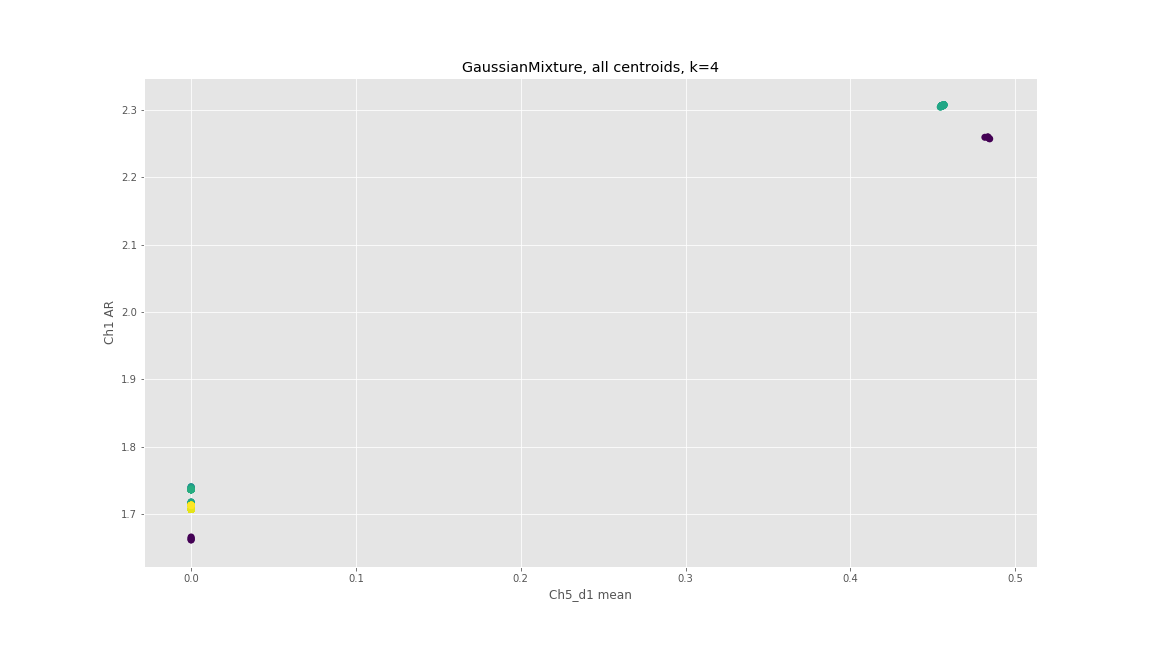 GaussianMixture, all centroids, k=4
2.3
2.2
2.1
2.0
1.9
1.8
1.7
Ch1 AR
0.0 0.1 0.2 0.3 0.4 0.5
Ch5_d1 mean